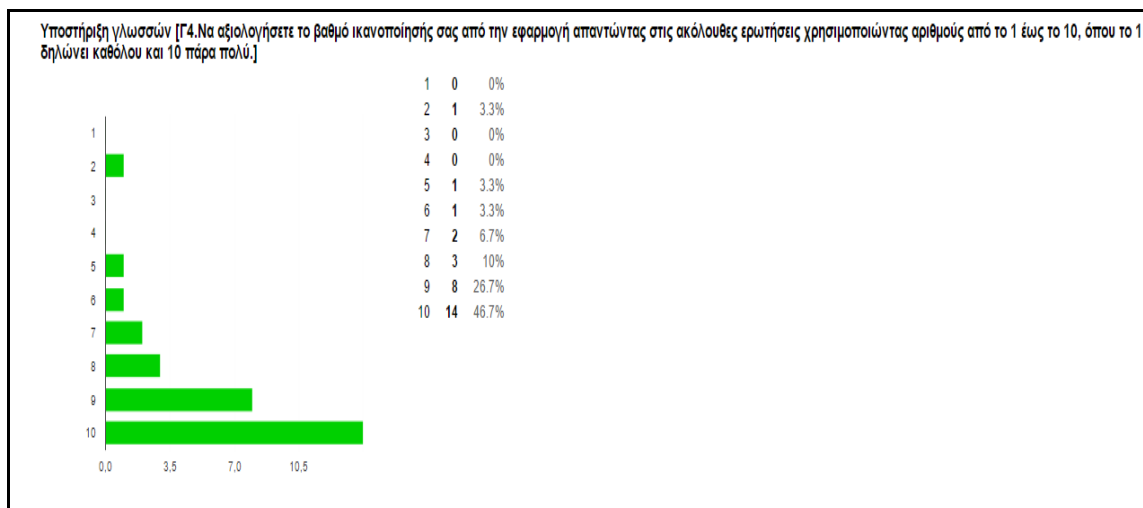 Υποστήριξη γλωσσών [Γ4.Να αξιολογήσετε το βαθμό ικανοποίησής σας από την εφαρμογή απαντώντας στις ακόλουθες ερωτήσεις χρησιμοποιώντας αριθμούς από το 1 έως το 10, όπου το 1
δηλώνει καθόλου και 10 πάρα πολύ.]
1 0 0%
2 1 3.3%
3 0 0%
4 0 0%
5 1 3.3%
6 1 3.3%
7 2 6.7%
8 3 10%
9 8 26.7%
10 14 46.7%
1
2
3
4
5
6
7
8
9
10
0,0 3,5 7,0 10,5